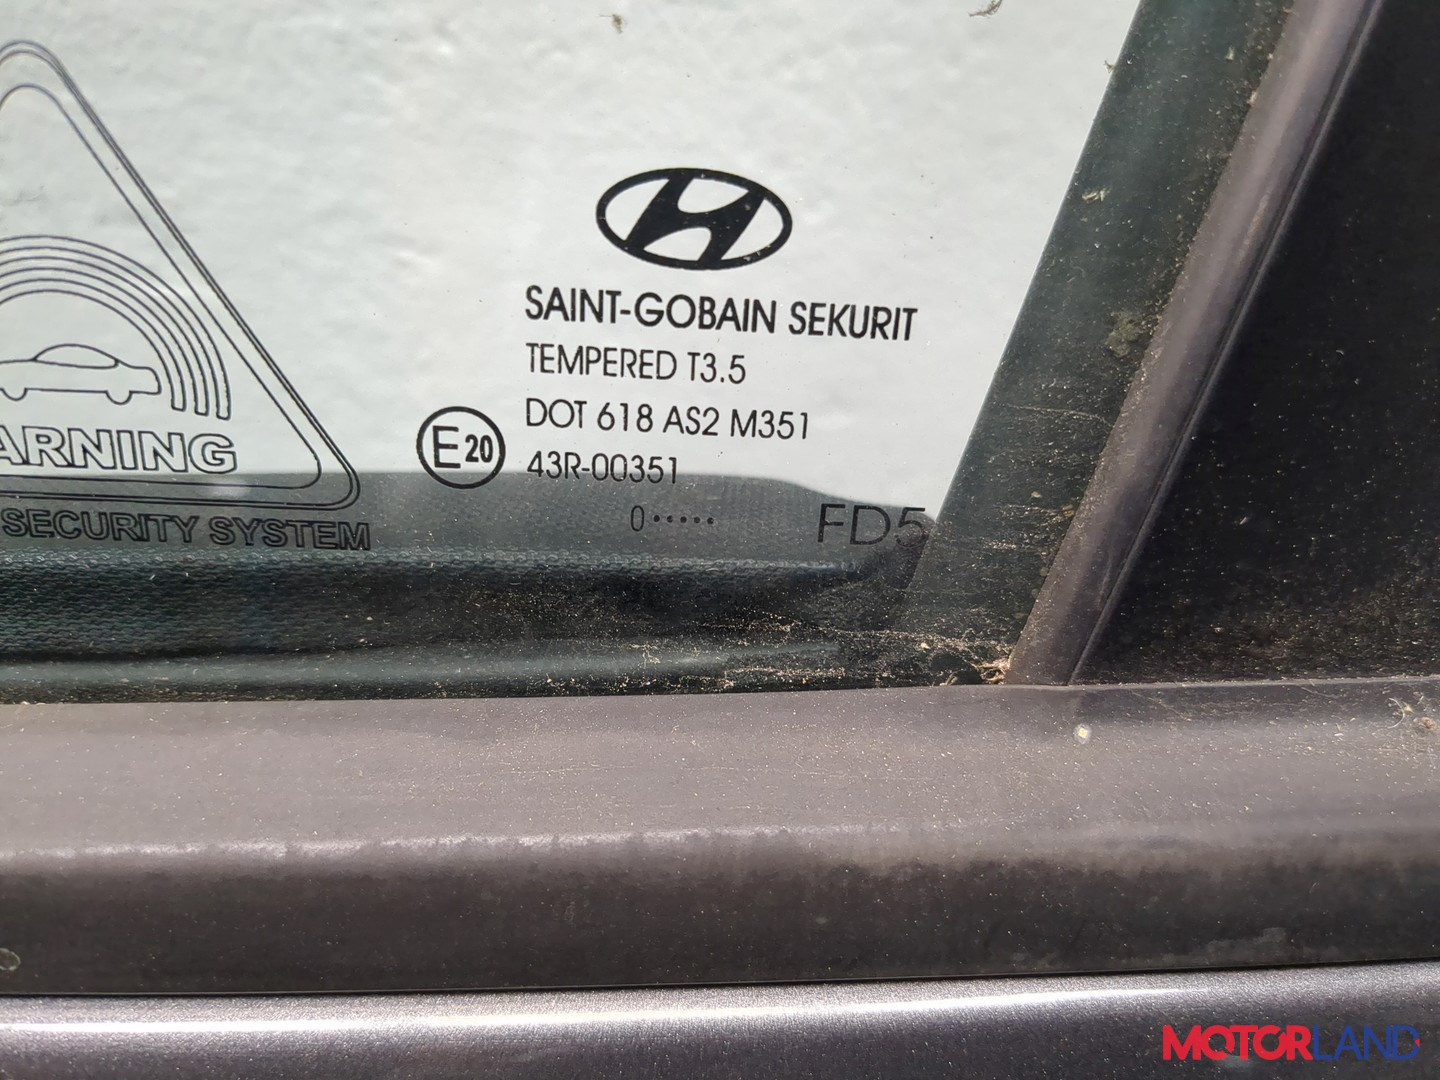 SAINT-GOBAIN SEKURIT
TEMPERED T3.5
DOT 618 AS2 M351
E20
43R-00351
0•••••
FD5
ARNING
SECURITY SYSTEM
MOTORLAND